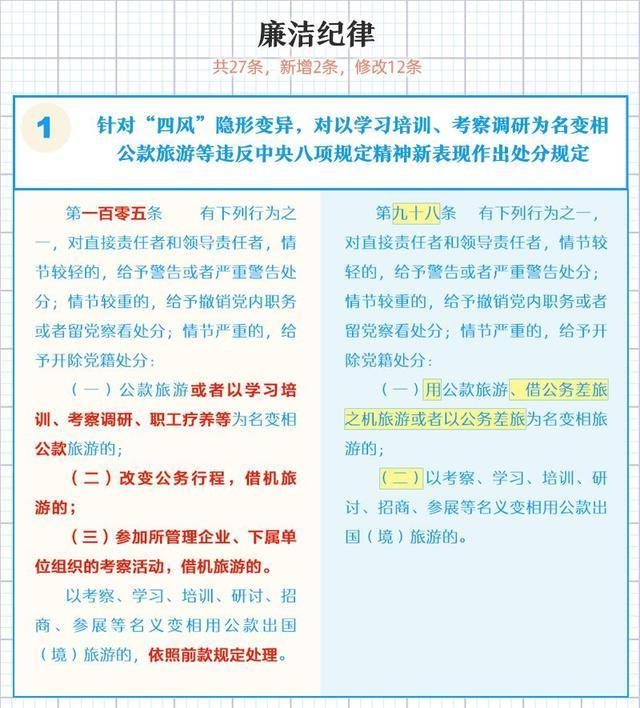 廉洁纪律
共27条，新增2条，修改12条
1
针对“四风”隐形变异，对以学习培训、考察调研为名变相
公款旅游等违反中央八项规定精神新表现作出处分规定
第一百零五条 有下列行为之
一，对直接责任者和领导责任者，情
节较轻的，给予警告或者严重警告处
分；情节较重的，给予撤销党内职务
或者留党察看处分；情节严重的，给
予开除党籍处分：
（一）公款旅游或者以学习培
训、考察调研、职工疗养等为名变相
公款旅游的；
（二）改变公务行程，借机旅
游的；
（三）参加所管理企业、下属单
位组织的考察活动，借机旅游的。
以考察、学习、培训、研讨、招
商、参展等名义变相用公款出国
（境）旅游的，依照前款规定处理。
第九十八条 有下列行为之一，
对直接责任者和领导责任者，情节较
轻的，给予警告或者严重警告处分；
情节较重的，给予撤销党内职务或者
留党察看处分；情节严重的，给予开
除党籍处分：
（一）用公款旅游、借公务差旅
之机旅游或者以公务差旅为名变相旅
游的；
（二）以考察、学习、培训、研
讨、招商、参展等名义变相用公款出
国（境）旅游的。